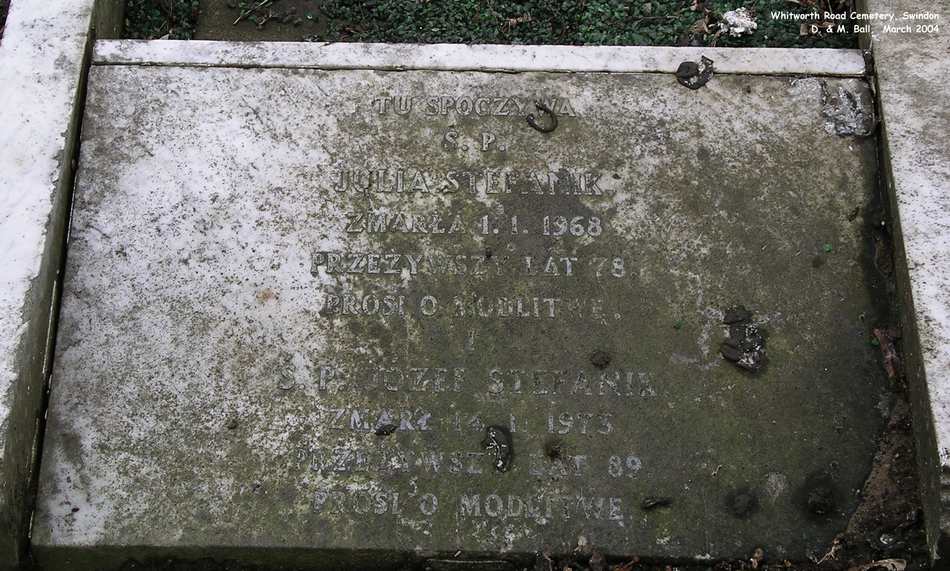 Whitworth Road Cemetery, Swindon
D. & M. Ball, March 2004
TU SPOCZYWA
Ś. P.
JULIA STEFANIK
ZMARŁA 1. 1. 1968
PRZEŻYWSZY LAT 78
PROSI O MODLITWĘ.
I
Ś. P. JÓZEF STEFANIK
ZMARŁ 14. 1. 1973
PRZEŻYWSZY LAT 89
PROSI O MODLITWĘ